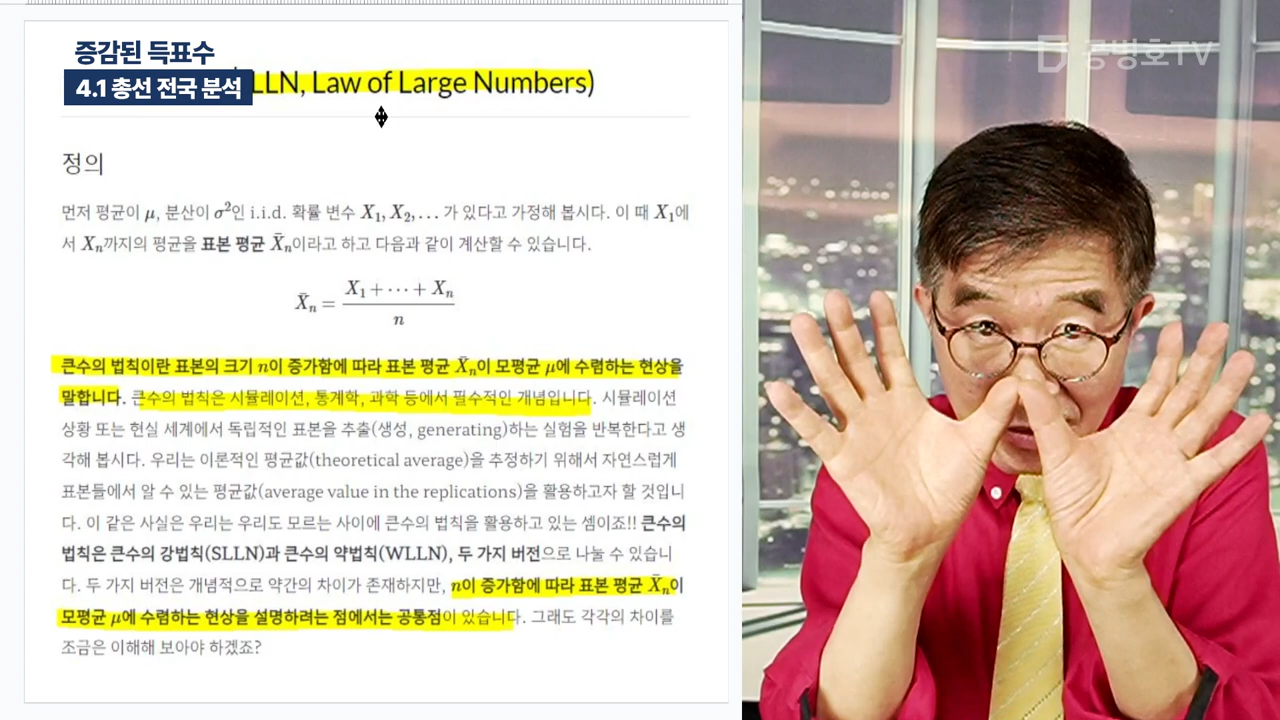 증감된 득표수
4.1 총선 전국 분석
LLN, Law of Large Numbers)
공병호TV
정의
먼저 평균이 μ, 분산이 σ²인 i.i.d. 확률 변수 X₁, X₂, … 가 있다고 가정해 봅시다. 이 때 X₁에
서 Xₙ까지의 평균을 표본 평균 X̄ₙ이라고 하고 다음과 같이 계산할 수 있습니다.
X̄ₙ = (X₁ + ⋯ + Xₙ) / n
큰수의 법칙이란 표본의 크기 n이 증가함에 따라 표본 평균 X̄ₙ이 모평균 μ에 수렴하는 현상을
말합니다. 큰수의 법칙은 시뮬레이션, 통계학, 과학 등에서 필수적인 개념입니다. 시뮬레이션
상황 또는 현실 세계에서 독립적인 표본을 추출(생성, generating)하는 실험을 반복한다고 생
각해 봅시다. 우리는 이론적인 평균값(theoretical average)을 추정하기 위해서 자연스럽게
표본들에서 알 수 있는 평균값(average value in the replications)을 활용하고자 할 것입니
다. 이 같은 사실은 우리는 우리도 모르는 사이에 큰수의 법칙을 활용하고 있는 셈이죠!! 큰수의
법칙은 큰수의 강법칙(SLLN)과 큰수의 약법칙(WLLN), 두 가지 버전으로 나눌 수 있습니
다. 두 가지 버전은 개념적으로 약간의 차이가 존재하지만, n이 증가함에 따라 표본 평균 X̄ₙ이
모평균 μ에 수렴하는 현상을 설명하려는 점에서는 공통점이 있습니다. 그래도 각각의 차이를
조금은 이해해 보아야 하겠죠?